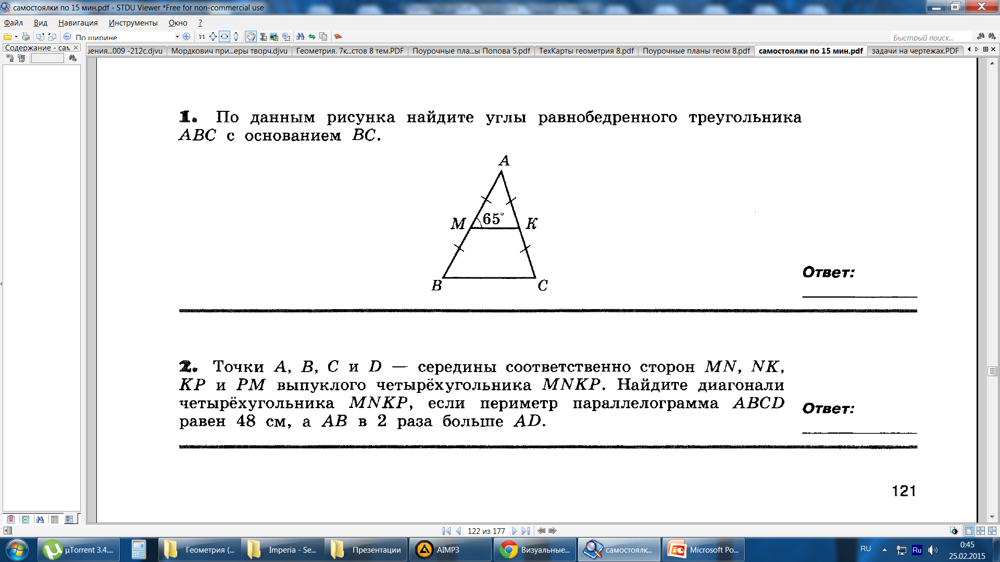 самостоялки по 15 мин.pdf - STDU Viewer *Free for non-commercial use
Файл Вид Навигация Инструменты Окно ?
По ширине 1:1 Быстрый поиск...
Содержание - сам
ения...009 -212с.djvu Мордкович при...еры творч.djvu Геометрия. 7к...стов 8 тем.PDF Поурочные пла...ы Попова 5.pdf ТехКарты геометрия 8.pdf Поурочные планы геом 8.pdf самостоялки по 15 мин.pdf задачи на чертежах.PDF
1. По данным рисунка найдите углы равнобедренного треугольника
ABC с основанием BC.
A
M 65° K
B C
Ответ:
2. Точки A, B, C и D — середины соответственно сторон MN, NK,
KP и PM выпуклого четырёхугольника MNKP. Найдите диагонали
четырёхугольника MNKP, если периметр параллелограмма ABCD
равен 48 см, а AB в 2 раза больше AD.
Ответ:
121
122 из 177
µTorrent 3.4.... Геометрия (... Imperia - Se... Презентации AIMP3 Визуальные... самостоялк... Microsoft Po... RU Ru 0:45
25.02.2015